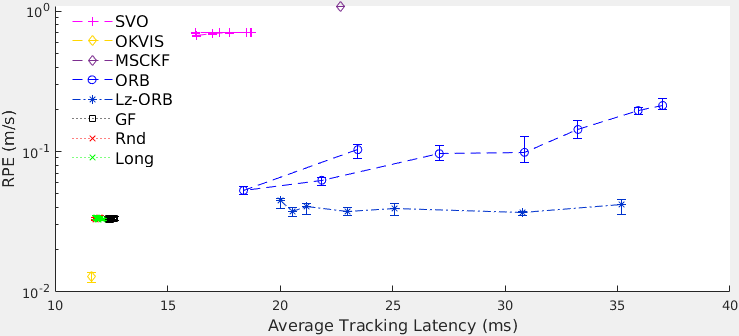 10^0
SVO
OKVIS
MSCKF
ORB
Lz-ORB
GF
Rnd
Long
RPE (m/s)
10^-1
10^-2
10 15 20 25 30 35 40
Average Tracking Latency (ms)